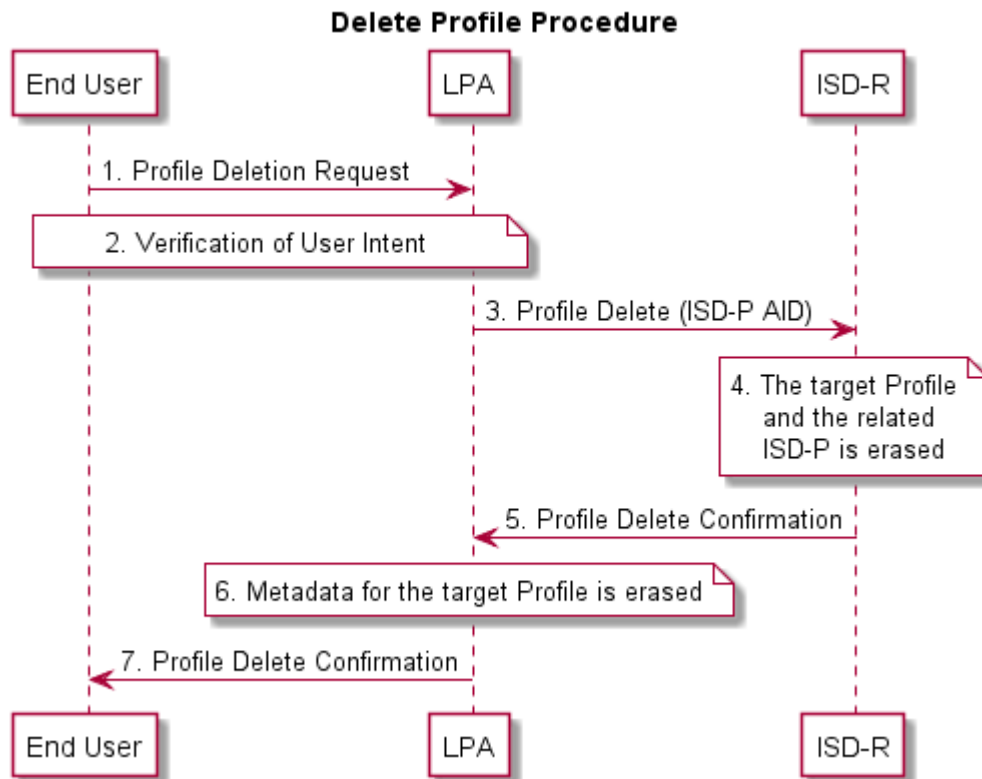 Delete Profile Procedure
End User
LPA
ISD-R
1. Profile Deletion Request
2. Verification of User Intent
3. Profile Delete (ISD-P AID)
4. The target Profile
and the related
ISD-P is erased
5. Profile Delete Confirmation
6. Metadada for the target Profile is erased
7. Profile Delete Confirmation
End User
LPA
ISD-R